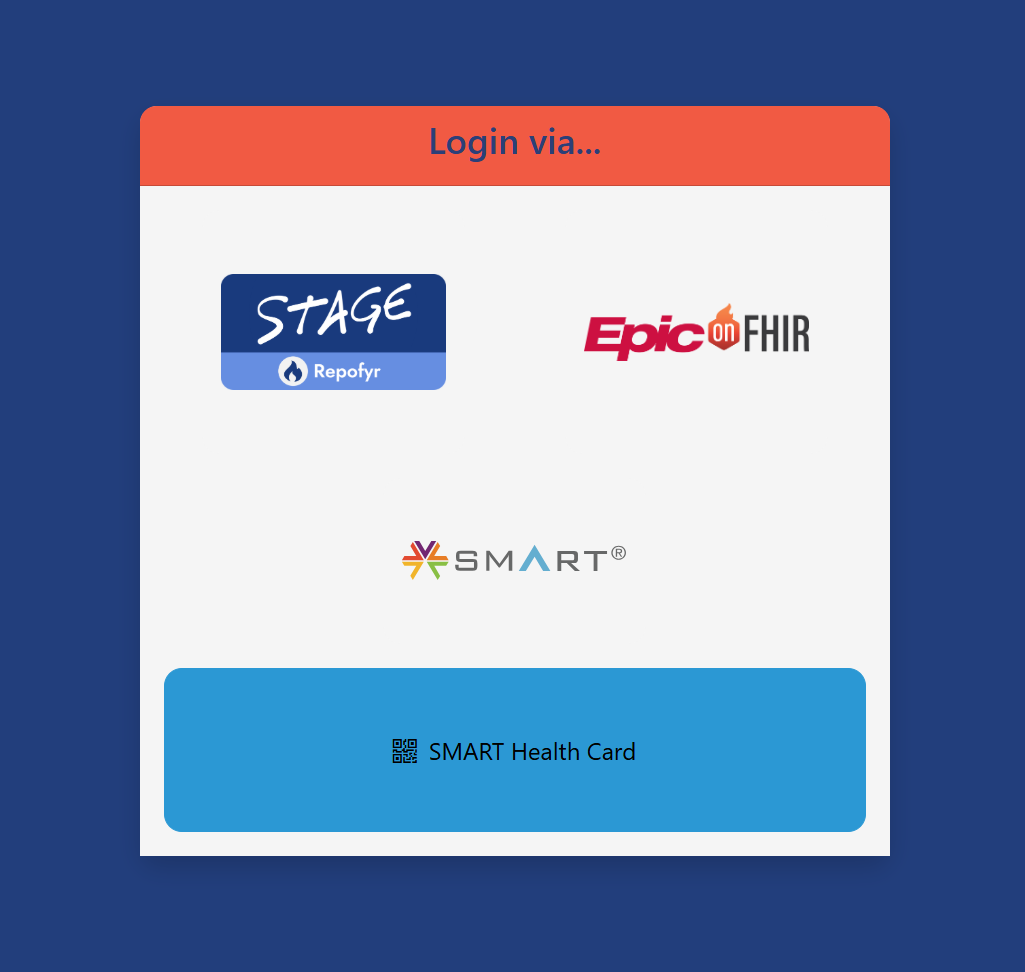 Login via...
STAGE
Repofyr
Epic on FHIR
SMART®
SMART Health Card